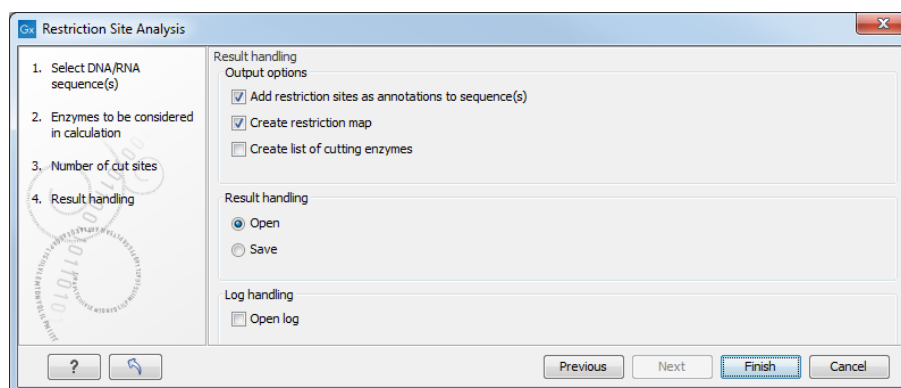 Gx Restriction Site Analysis
1. Select DNA/RNA
sequence(s)
2. Enzymes to be considered
in calculation
3. Number of cut sites
4. Result handling
Result handling
Output options
Add restriction sites as annotations to sequence(s)
Create restriction map
Create list of cutting enzymes
Result handling
Open
Save
Log handling
Open log
?
Previous
Next
Finish
Cancel